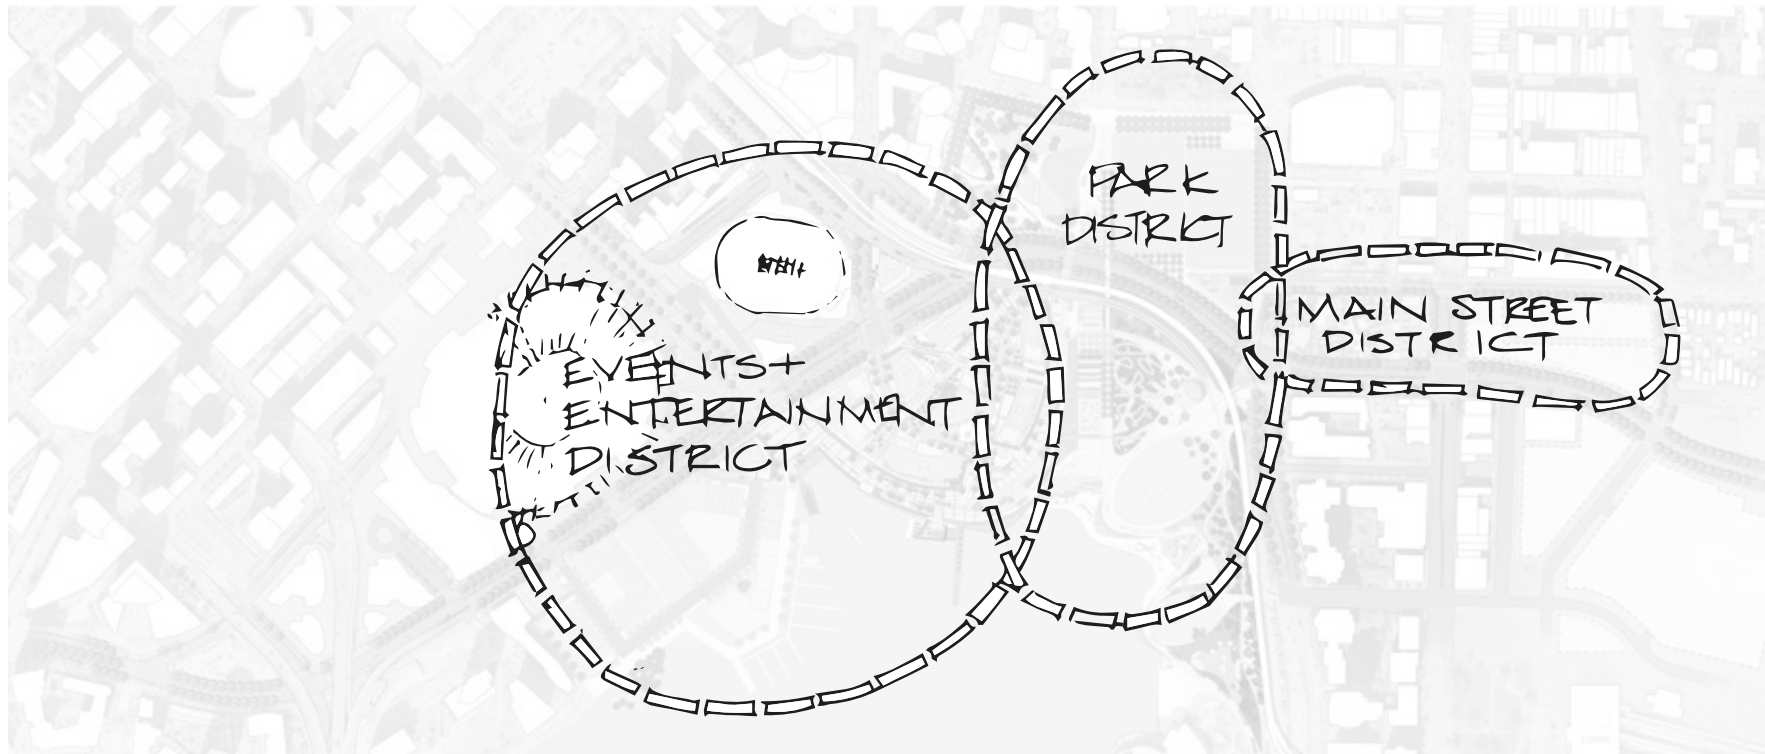 PARK
DISTRICT
MAIN STREET
DISTRICT
EVENTS+
ENTERTAINMENT
DISTRICT